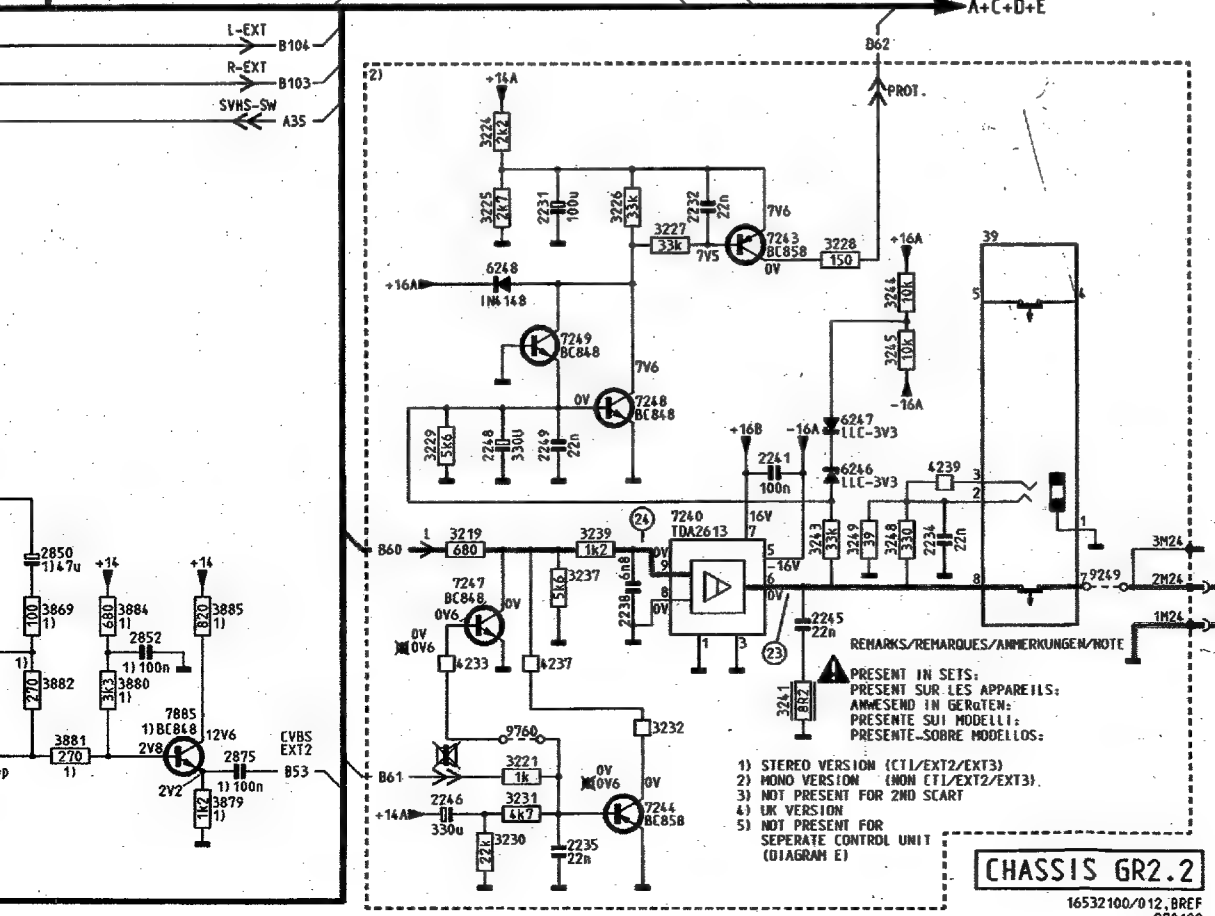 A+C+D+E
L-EXT
B104
R-EXT
B103
SVHS-SW
A35
B62
PROT.
2)
+14A
3224
2k2
3225
2k7
2231
100u
3226
33k
2232
22n
7V6
3227
33k
7V5
7243
BC858
0V
3228
150
+16A
3244
10k
3245
10k
-16A
39
5
4
+16A
6248
1N4148
7249
BC848
7V6
0V
7248
BC848
3229
5k6
2248
330U
2249
22n
6247
LLC-3V3
6246
LLC-3V3
+16B
-16A
2241
100n
16V
7
5
-16V
4239
3
2
1
3243
33k
3249
39
3248
330
2234
22n
B60
1
3219
680
3239
1k2
24
7240
TDA2613
0V
9
8
0V
6
0V
1
3
23
3237
5k6
2238
6n8
7247
BC848
0V
0V6
0V
0V6
4233
4237
8
7
9249
3M24
2M24
1M24
2245
22n
3241
8R2
2850
1) 47u
+14
+14
3869
1)
100
3884
1)
680
3885
1)
820
2852
1) 100n
1)
3882
270
3880
1)
3k3
7885
1) BC848
12V6
3881
270
1)
2V8
2V2
2875
1) 100n
CVBS
EXT2
B53
3879
1)
1k2
9760
3232
B61
3221
1k
0V
0V6
0V
+14A
2246
330u
3231
4k7
7244
BC858
3230
22k
2235
22n
REMARKS/REMARQUES/ANMERKUNGEN/NOTE
PRESENT IN SETS:
PRESENT SUR LES APPAREILS:
ANWESEND IN GERaTEN:
PRESENTE SUI MODELLI:
PRESENTE-SOBRE MODELLOS:
1) STEREO VERSION (CTI/EXT2/EXT3)
2) MONO VERSION (NON CTI/EXT2/EXT3)
3) NOT PRESENT FOR 2ND SCART
4) UK VERSION
5) NOT PRESENT FOR
SEPERATE CONTROL UNIT
(DIAGRAM E)
CHASSIS GR2.2
16532100/012,BREF